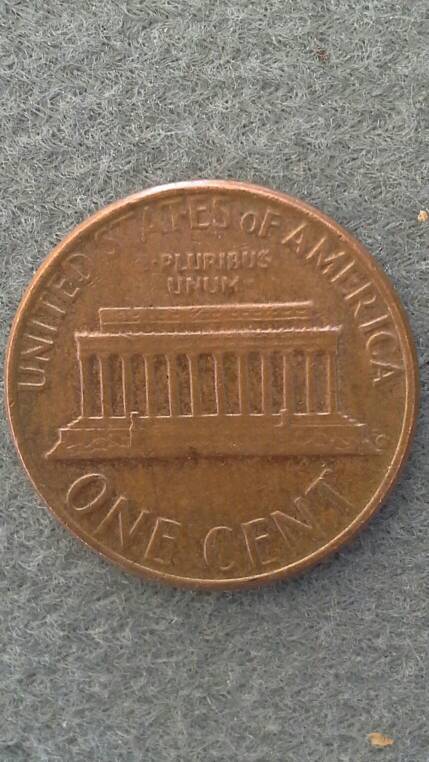 UNITED STATES OF AMERICA
PLURIBUS
UNUM
ONE CENT